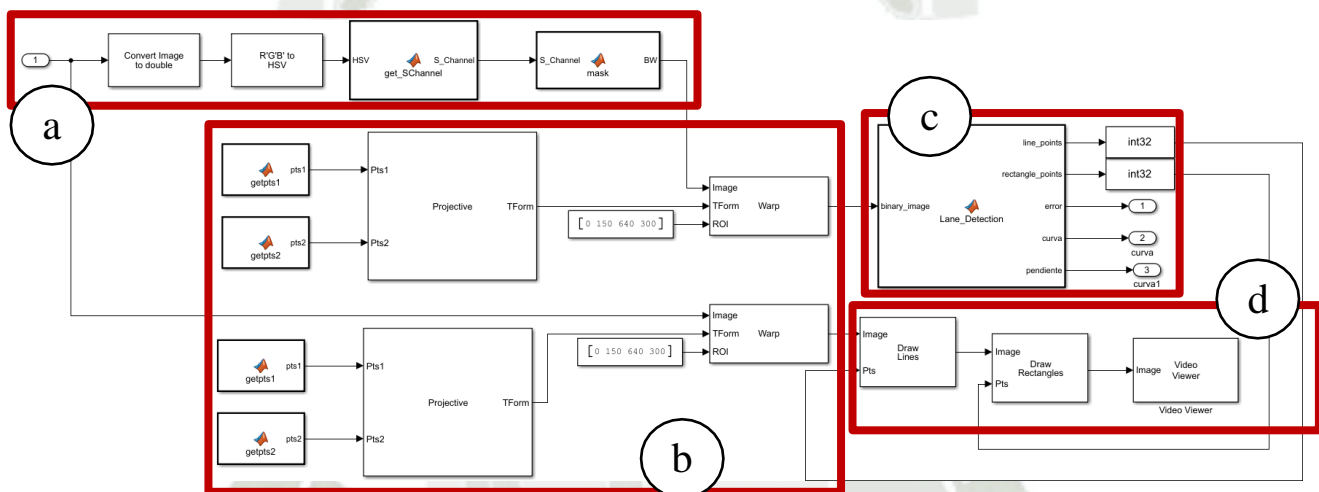 1
Convert Image
to double
R'G'B' to
HSV
HSV
S_Channel
get_SChannel
S_Channel
BW
mask
a
pts1
getpts1
pts2
getpts2
Pts1
Pts2
Projective
TForm
[0 150 640 300]
Image
TForm
ROI
Warp
pts1
getpts1
pts2
getpts2
Pts1
Pts2
Projective
TForm
[0 150 640 300]
Image
TForm
ROI
Warp
b
c
binary_image
Lane_Detection
line_points
rectangle_points
error
curva
pendiente
int32
int32
1
2
curva
3
curva1
d
Image
Pts
Draw
Lines
Image
Pts
Draw
Rectangles
Image
Video
Viewer
Video Viewer